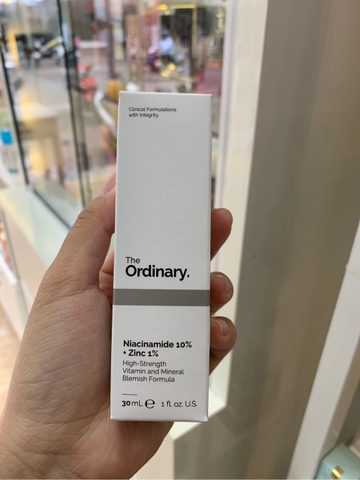 Clinical Formulations
with Integrity.
The
Ordinary.
Niacinamide 10%
+ Zinc 1%
High-Strength
Vitamin and Mineral
Blemish Formula
30 mL ℮ 1 fl. oz. U.S.